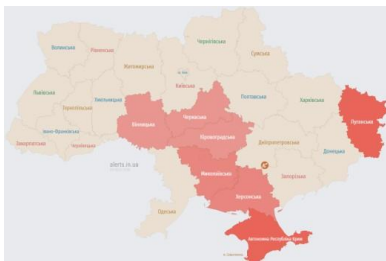 Чернігівська
Волинська
Рівненська
Сумська
Житомирська
Київська
Львівська
Тернопільська
Хмельницька
Полтавська
Харківська
Черкаська
Луганська
Вінницька
Кіровоградська
Івано-Франківська
Закарпатська
Чернівецька
Дніпропетровська
Донецька
alerts.in.ua
Миколаївська
Запорізька
Одеська
Херсонська
Автономна Республіка Крим